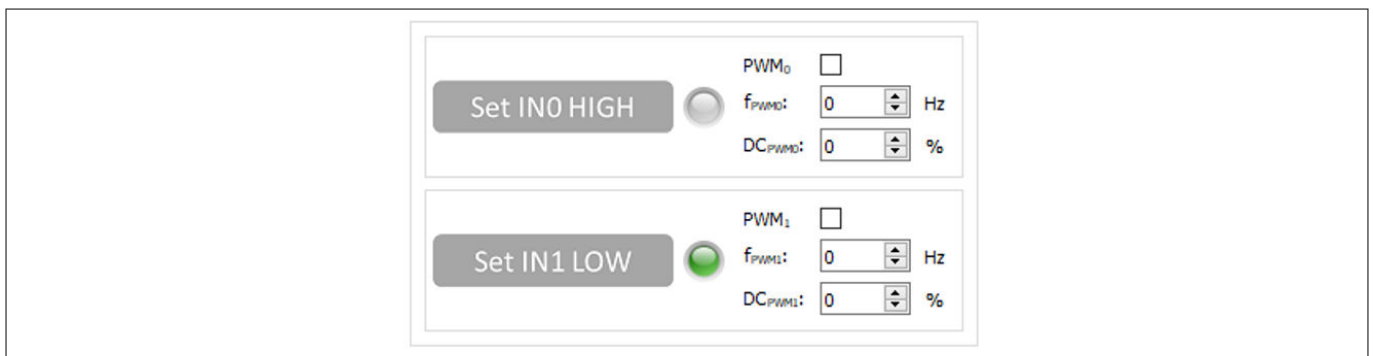 PWM₀
Set IN0 HIGH
fPWM0: 0 Hz
DCPWM0: 0 %
PWM₁
Set IN1 LOW
fPWM1: 0 Hz
DCPWM1: 0 %